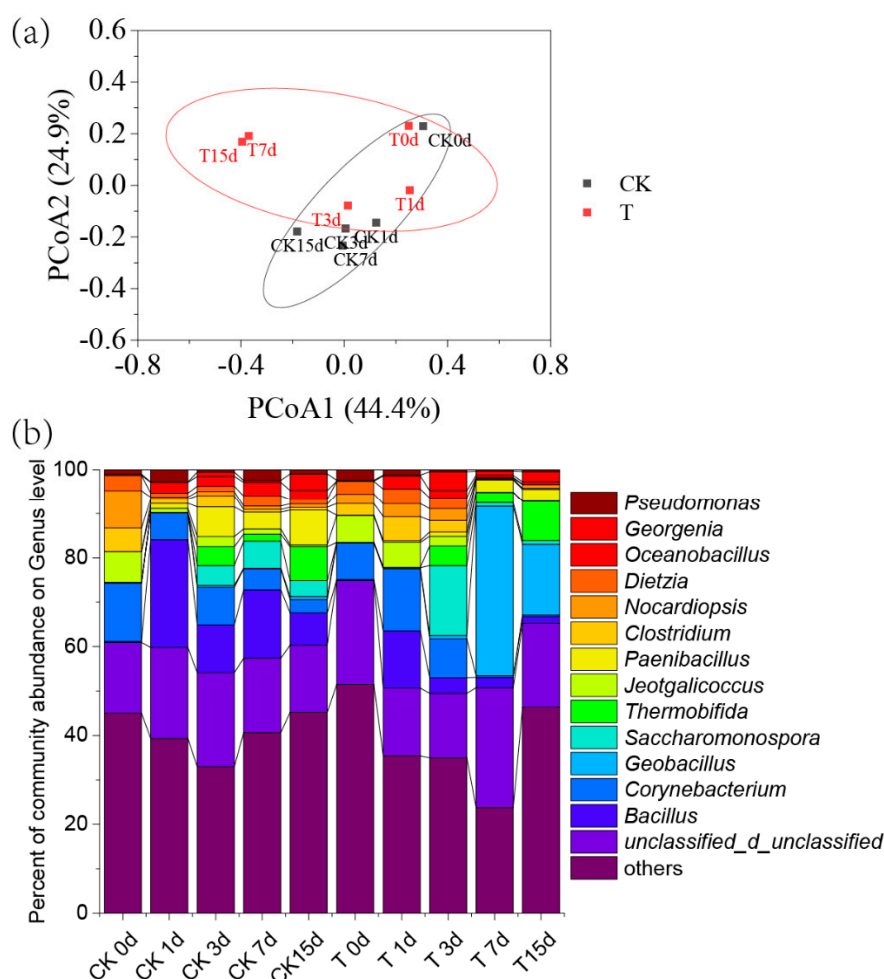 (a)
0.6
0.4
0.2
0.0
-0.2
-0.4
-0.6
PCoA2 (24.9%)
T15d
T7d
T0d
CK0d
T1d
T3d
CK15d
CK3d
CK1d
CK7d
-0.8
-0.4
0.0
0.4
0.8
PCoA1 (44.4%)
CK
T
(b)
Percent of community abundance on Genus level
100
80
60
40
20
0
CK 0d
CK 1d
CK 3d
CK 7d
CK15d
T 0d
T 1d
T 3d
T 7d
T15d
Pseudomonas
Georgenia
Oceanobacillus
Dietzia
Nocardiopsis
Clostridium
Paenibacillus
Jeotgalicoccus
Thermobifida
Saccharomonospora
Geobacillus
Corynebacterium
Bacillus
unclassified_d_unclassified
others